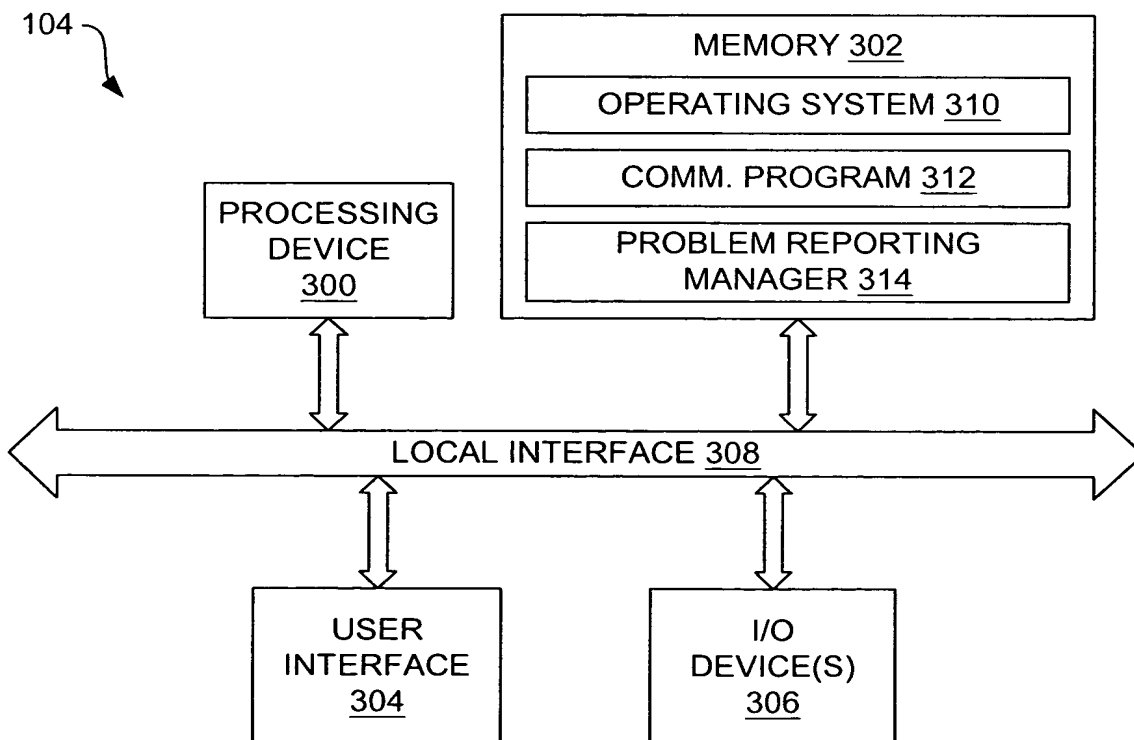 104
MEMORY 302
OPERATING SYSTEM 310
COMM. PROGRAM 312
PROBLEM REPORTING
MANAGER 314
PROCESSING
DEVICE
300
LOCAL INTERFACE 308
USER
INTERFACE
304
I/O
DEVICE(S)
306